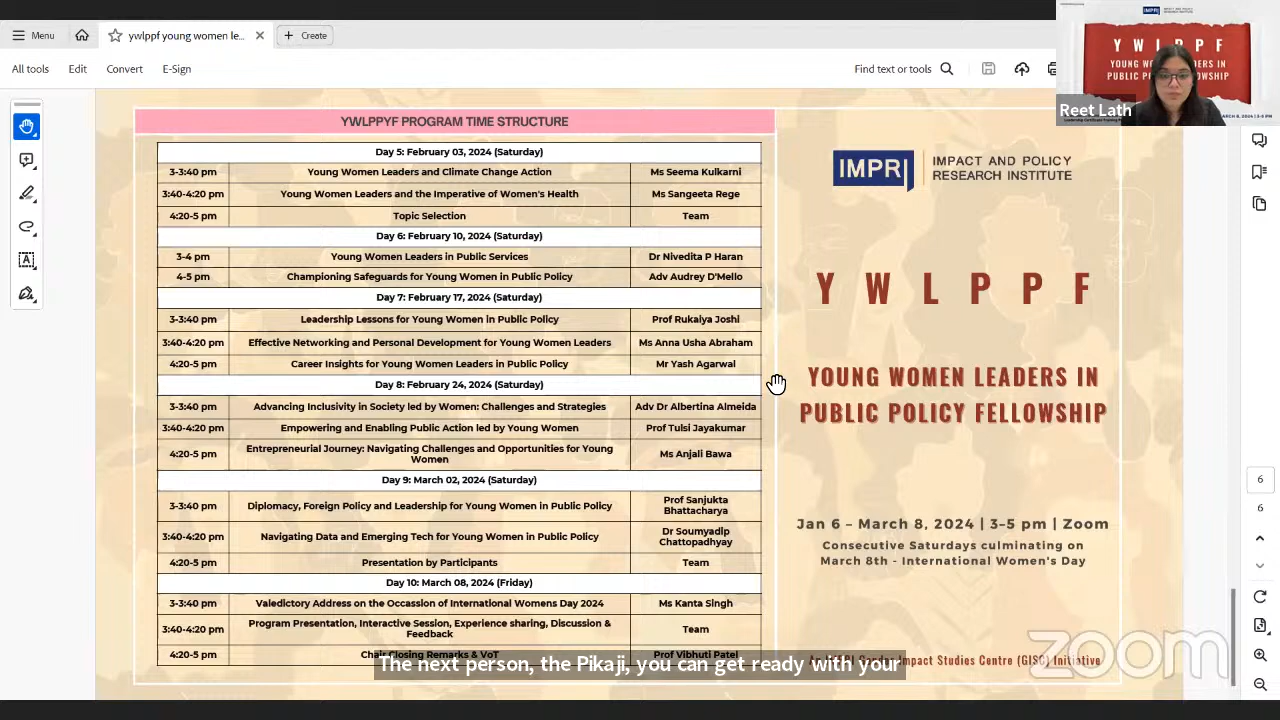 Menu
ywlppf young women le...
Create
All tools Edit Convert E-Sign
Find text or tools
IMPRI
Y W L P P F
YOUNG WOMEN LEADERS IN
PUBLIC POLICY FELLOWSHIP
Reet Lath
YWLPPYF PROGRAM TIME STRUCTURE
Day 5: February 03, 2024 (Saturday)
3-3:40 pm Young Women Leaders and Climate Change Action Ms Seema Kulkarni
3:40-4:20 pm Young Women Leaders and the Imperative of Women's Health Ms Sangeeta Rege
4:20-5 pm Topic Selection Team
Day 6: February 10, 2024 (Saturday)
3-4 pm Young Women Leaders in Public Services Dr Nivedita P Haran
4-5 pm Championing Safeguards for Young Women in Public Policy Adv Audrey D'Mello
Day 7: February 17, 2024 (Saturday)
3-3:40 pm Leadership Lessons for Young Women in Public Policy Prof Rukaiya Joshi
3:40-4:20 pm Effective Networking and Personal Development for Young Women Leaders Ms Anna Usha Abraham
4:20-5 pm Career Insights for Young Women Leaders in Public Policy Mr Yash Agarwal
Day 8: February 24, 2024 (Saturday)
3-3:40 pm Advancing Inclusivity in Society led by Women: Challenges and Strategies Adv Dr Albertina Almeida
3:40-4:20 pm Empowering and Enabling Public Action led by Young Women Prof Tulsi Jayakumar
4:20-5 pm Entrepreneurial Journey: Navigating Challenges and Opportunities for Young
Women Ms Anjali Bawa
Day 9: March 02, 2024 (Saturday)
3-3:40 pm Diplomacy, Foreign Policy and Leadership for Young Women in Public Policy Prof Sanjukta
Bhattacharya
3:40-4:20 pm Navigating Data and Emerging Tech for Young Women in Public Policy Dr Soumyadip
Chattopadhyay
4:20-5 pm Presentation by Participants Team
Day 10: March 08, 2024 (Friday)
3-3:40 pm Valedictory Address on the Occassion of International Womens Day 2024 Ms Kanta Singh
3:40-4:20 pm Program Presentation, Interactive Session, Experience sharing, Discussion &
Feedback Team
4:20-5 pm Chair Closing Remarks & VoT Prof Vibhuti Patel
IMPRI
IMPACT AND POLICY
RESEARCH INSTITUTE
Y W L P P F
YOUNG WOMEN LEADERS IN
PUBLIC POLICY FELLOWSHIP
Jan 6 – March 8, 2024 | 3–5 pm | Zoom
Consecutive Saturdays culminating on
March 8th - International Women's Day
Impact Studies Centre (GISC) Initiative
The next person, the Pikaji, you can get ready with your
zoom
6
6